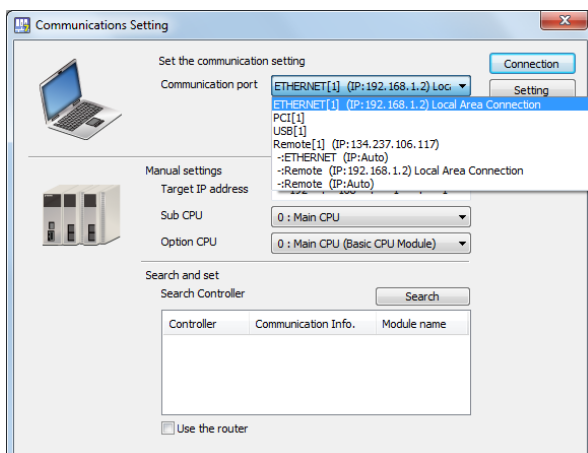 Communications Setting
Set the communication setting
Connection
Communication port
ETHERNET[1] (IP:192.168.1.2) Loc
Setting
ETHERNET[1] (IP:192.168.1.2) Local Area Connection
PCI[1]
USB[1]
Remote[1] (IP:134.237.106.117)
-:ETHERNET (IP:Auto)
-:Remote (IP:192.168.1.2) Local Area Connection
-:Remote (IP:Auto)
Manual settings
Target IP address
Sub CPU
0 : Main CPU
Option CPU
0 : Main CPU (Basic CPU Module)
Search and set
Search Controller
Search
Controller Communication Info. Module name
Use the router